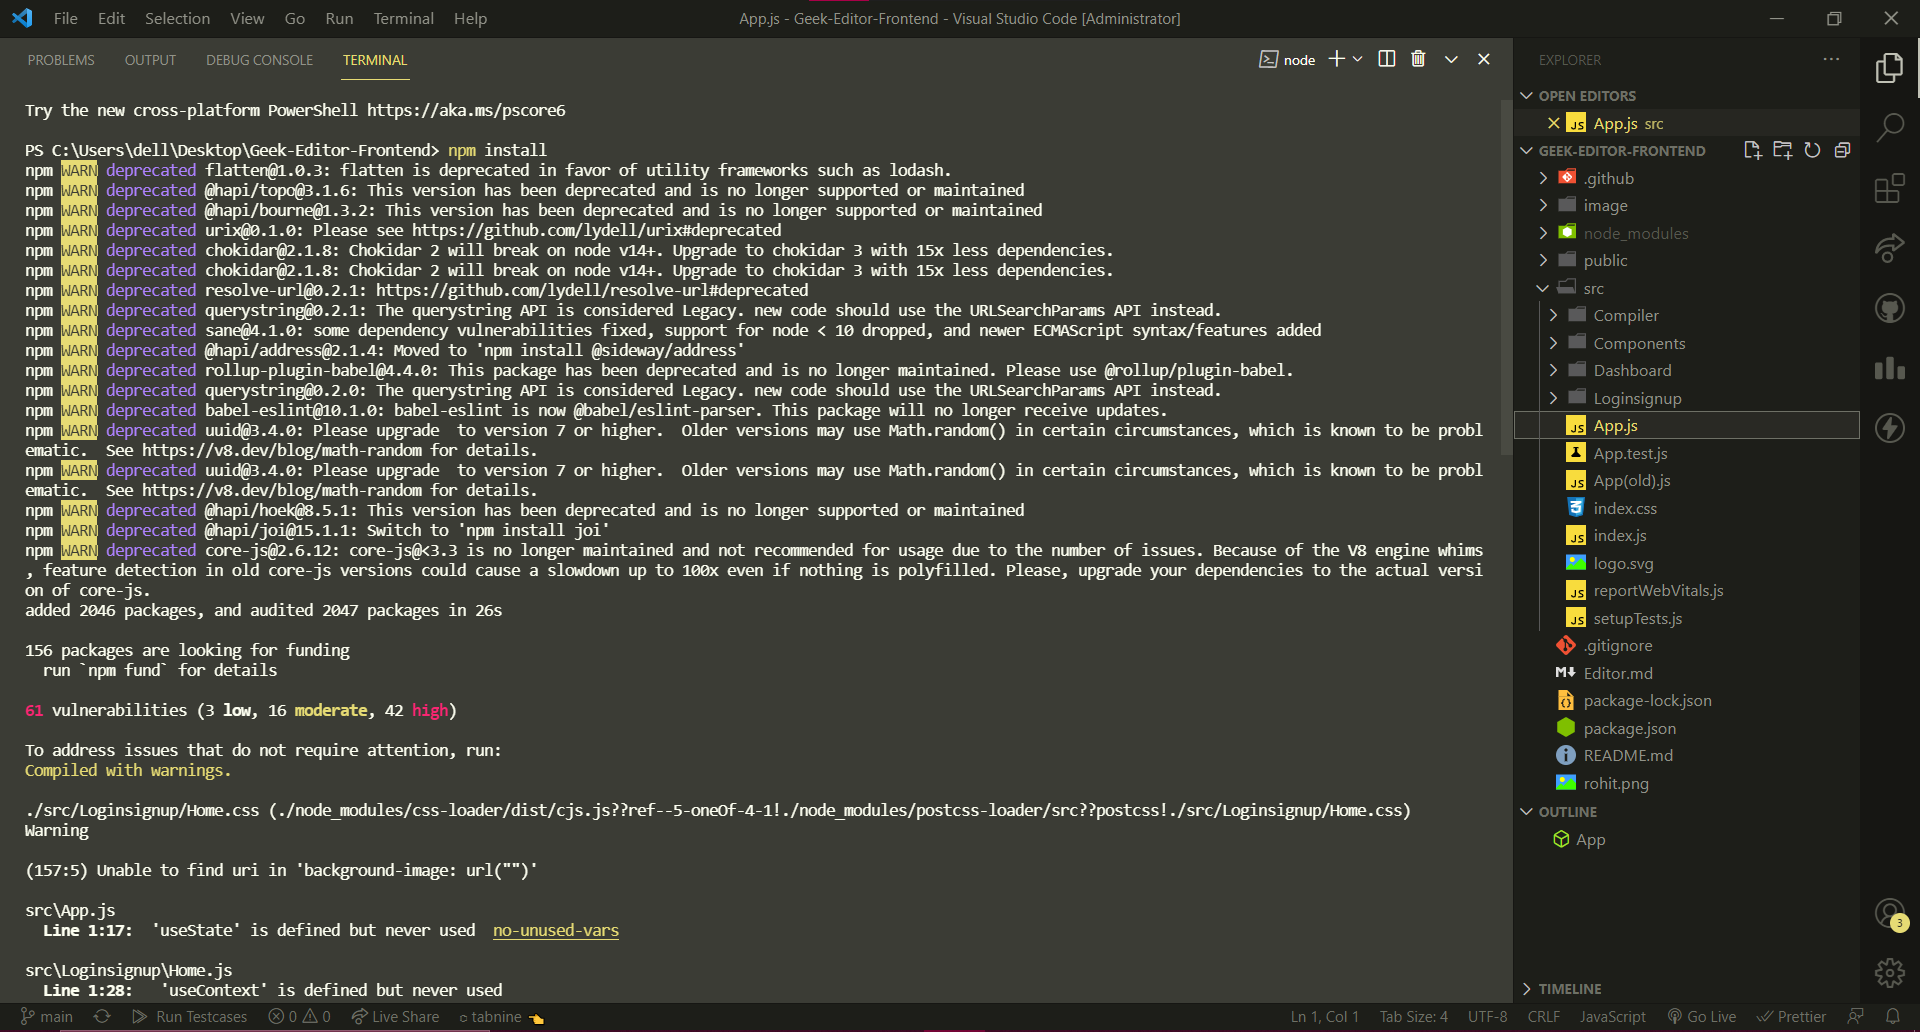 File Edit Selection View Go Run Terminal Help
App.js - Geek-Editor-Frontend - Visual Studio Code [Administrator]
PROBLEMS OUTPUT DEBUG CONSOLE TERMINAL
node
Try the new cross-platform PowerShell https://aka.ms/pscore6
PS C:\Users\dell\Desktop\Geek-Editor-Frontend> npm install
npm WARN deprecated flatten@1.0.3: flatten is deprecated in favor of utility frameworks such as lodash.
npm WARN deprecated @hapi/topo@3.1.6: This version has been deprecated and is no longer supported or maintained
npm WARN deprecated @hapi/bourne@1.3.2: This version has been deprecated and is no longer supported or maintained
npm WARN deprecated urix@0.1.0: Please see https://github.com/lydell/urix#deprecated
npm WARN deprecated chokidar@2.1.8: Chokidar 2 will break on node v14+. Upgrade to chokidar 3 with 15x less dependencies.
npm WARN deprecated chokidar@2.1.8: Chokidar 2 will break on node v14+. Upgrade to chokidar 3 with 15x less dependencies.
npm WARN deprecated resolve-url@0.2.1: https://github.com/lydell/resolve-url#deprecated
npm WARN deprecated querystring@0.2.1: The querystring API is considered Legacy. new code should use the URLSearchParams API instead.
npm WARN deprecated sane@4.1.0: some dependency vulnerabilities fixed, support for node < 10 dropped, and newer ECMAScript syntax/features added
npm WARN deprecated @hapi/address@2.1.4: Moved to 'npm install @sideway/address'
npm WARN deprecated rollup-plugin-babel@4.4.0: This package has been deprecated and is no longer maintained. Please use @rollup/plugin-babel.
npm WARN deprecated querystring@0.2.0: The querystring API is considered Legacy. new code should use the URLSearchParams API instead.
npm WARN deprecated babel-eslint@10.1.0: babel-eslint is now @babel/eslint-parser. This package will no longer receive updates.
npm WARN deprecated uuid@3.4.0: Please upgrade  to version 7 or higher.  Older versions may use Math.random() in certain circumstances, which is known to be probl
ematic.  See https://v8.dev/blog/math-random for details.
npm WARN deprecated uuid@3.4.0: Please upgrade  to version 7 or higher.  Older versions may use Math.random() in certain circumstances, which is known to be probl
ematic.  See https://v8.dev/blog/math-random for details.
npm WARN deprecated @hapi/hoek@8.5.1: This version has been deprecated and is no longer supported or maintained
npm WARN deprecated @hapi/joi@15.1.1: Switch to 'npm install joi'
npm WARN deprecated core-js@2.6.12: core-js@<3.3 is no longer maintained and not recommended for usage due to the number of issues. Because of the V8 engine whims
, feature detection in old core-js versions could cause a slowdown up to 100x even if nothing is polyfilled. Please, upgrade your dependencies to the actual versi
on of core-js.
added 2046 packages, and audited 2047 packages in 26s
156 packages are looking for funding
run `npm fund` for details
61 vulnerabilities (3 low, 16 moderate, 42 high)
To address issues that do not require attention, run:
Compiled with warnings.
./src/Loginsignup/Home.css (./node_modules/css-loader/dist/cjs.js??ref--5-oneOf-4-1!./node_modules/postcss-loader/src??postcss!./src/Loginsignup/Home.css)
Warning
(157:5) Unable to find uri in 'background-image: url("")'
src\App.js
Line 1:17:  'useState' is defined but never used  no-unused-vars
src\Loginsignup\Home.js
Line 1:28:   'useContext' is defined but never used
EXPLORER
OPEN EDITORS
JS App.js src
GEEK-EDITOR-FRONTEND
.github
image
node_modules
public
src
Compiler
Components
Dashboard
Loginsignup
JS App.js
App.test.js
JS App(old).js
index.css
JS index.js
logo.svg
JS reportWebVitals.js
JS setupTests.js
.gitignore
M Editor.md
package-lock.json
package.json
README.md
rohit.png
OUTLINE
App
TIMELINE
3
main Run Testcases 0 0 Live Share tabnine
Ln 1, Col 1 Tab Size: 4 UTF-8 CRLF JavaScript Go Live Prettier